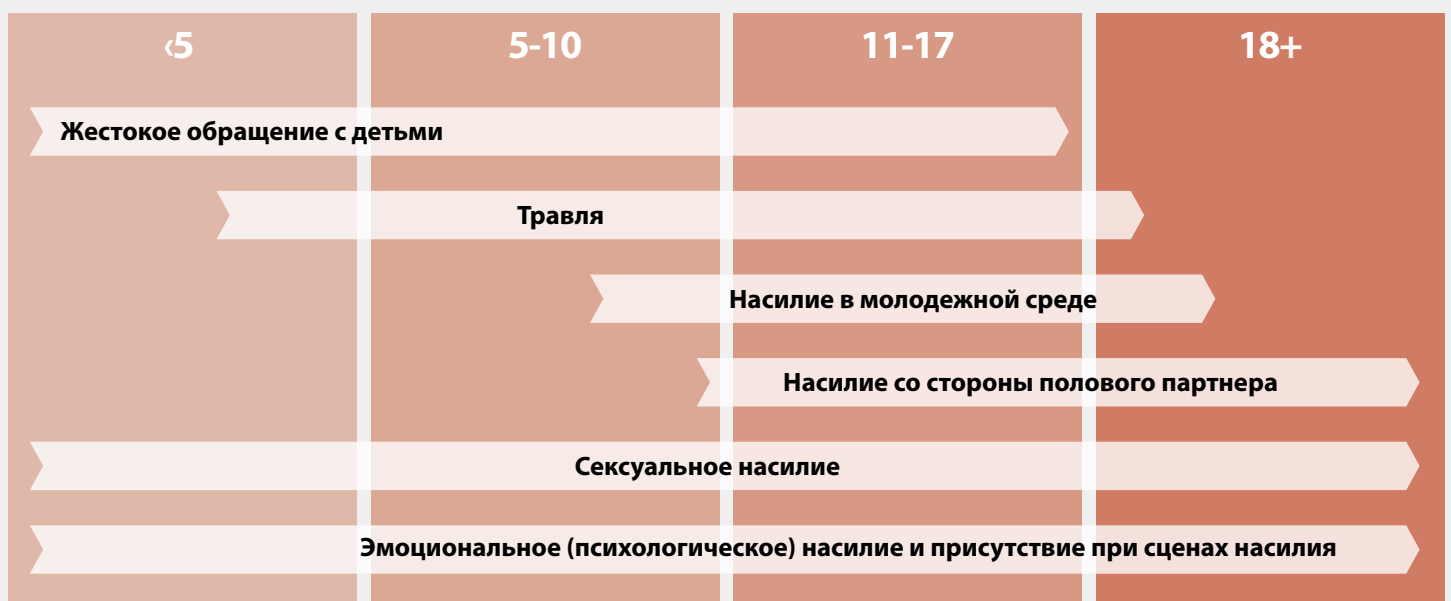 ‹5
5-10
11-17
18+
Жестокое обращение с детьми
Травля
Насилие в молодежной среде
Насилие со стороны полового партнера
Сексуальное насилие
Эмоциональное (психологическое) насилие и присутствие при сценах насилия